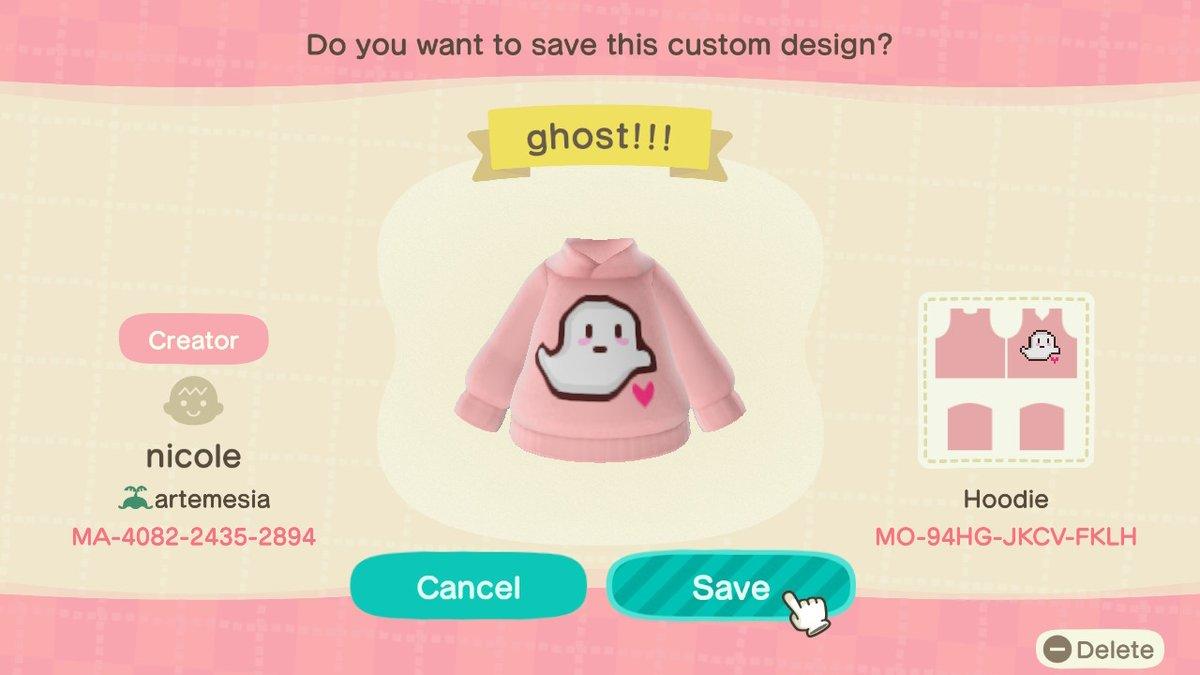 Do you want to save this custom design?
ghost!!!
Creator
nicole
artemesia
MA-4082-2435-2894
Hoodie
MO-94HG-JKCV-FKLH
Cancel
Save
Delete